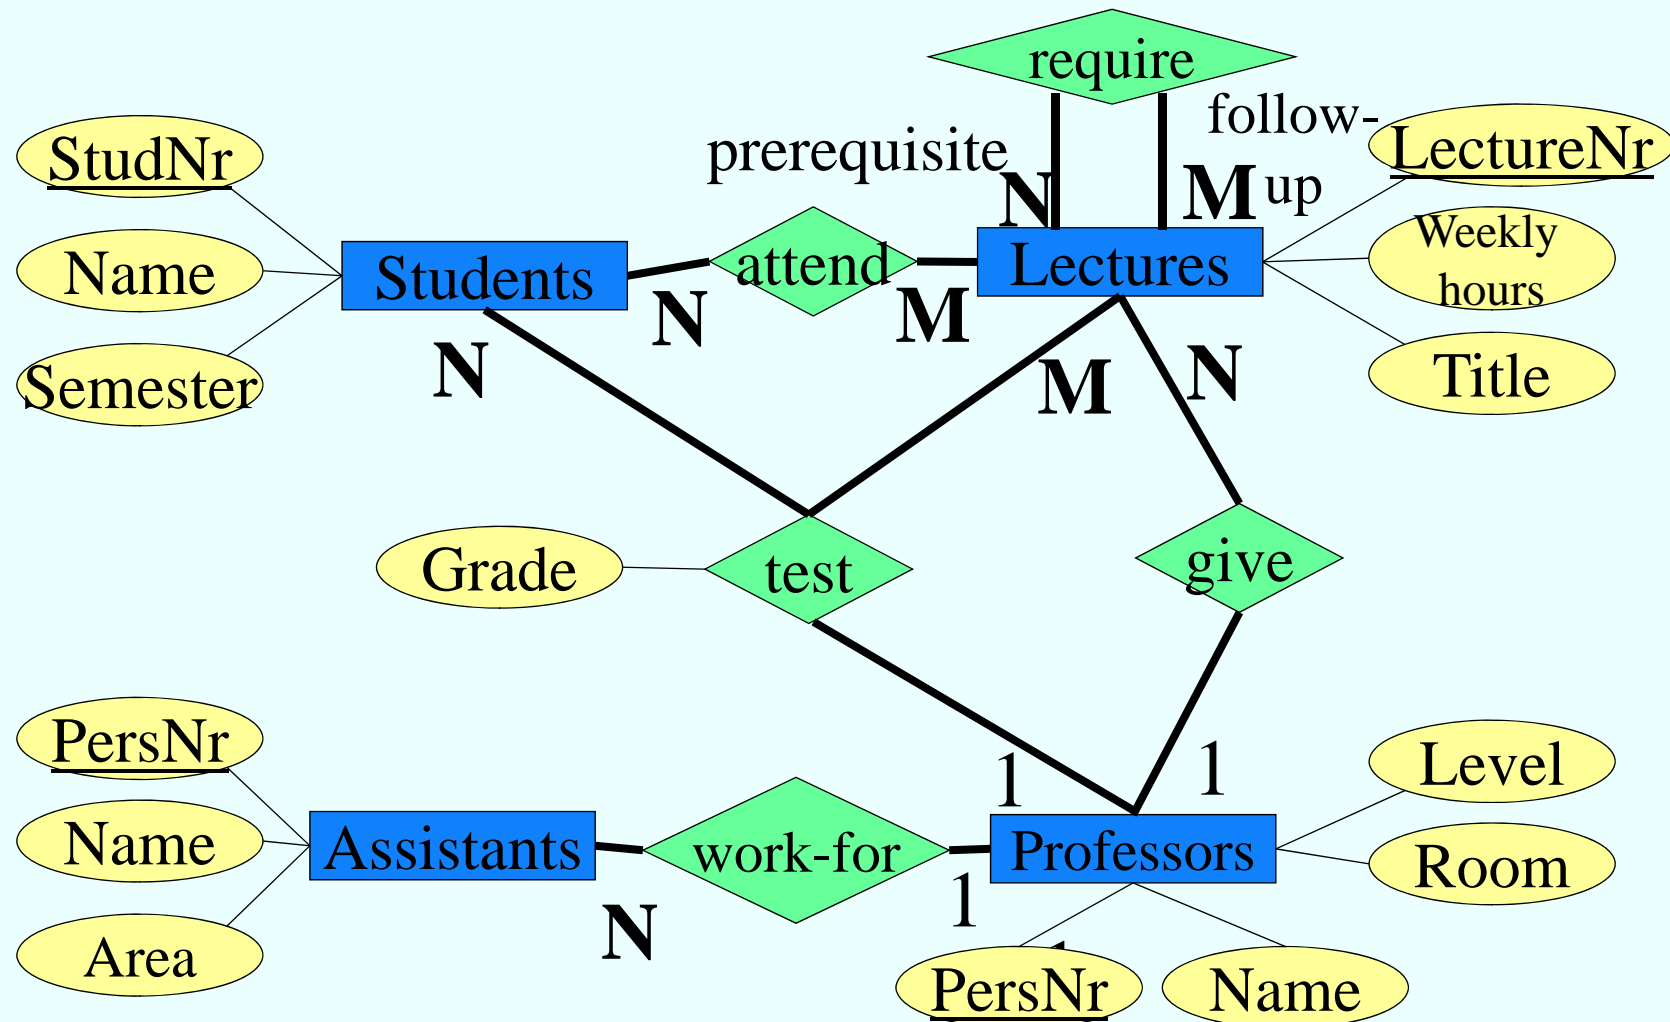 require
follow-
up
prerequisite
N
M
StudNr
LectureNr
Name
Students
attend
Lectures
Weekly
hours
N
M
Semester
N
M
N
Title
Grade
test
give
PersNr
1
1
Level
Name
Assistants
work-for
Professors
Room
N
1
Area
PersNr
Name